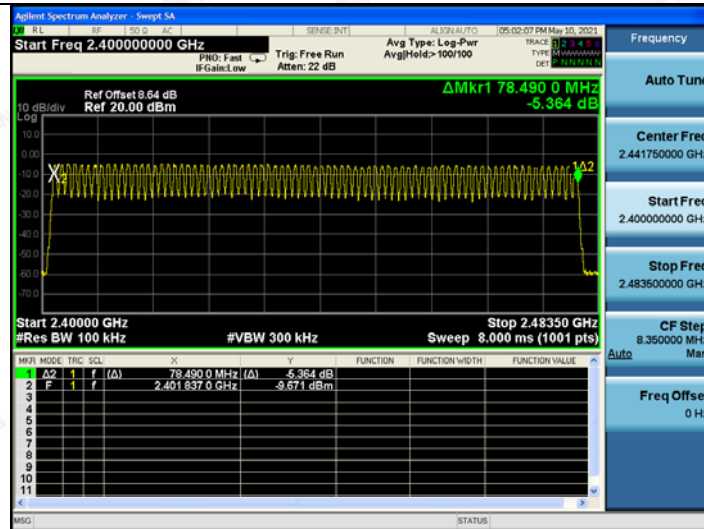 Agilent Spectrum Analyzer - Swept SA
RL RF 50 Ω AC SENSE:INT ALIGNAUTO 05:02:07 PM May 10, 2021
Start Freq 2.400000000 GHz
PNO: Fast
IFGain:Low
Trig: Free Run
Atten: 22 dB
Avg Type: Log-Pwr
Avg|Hold:>100/100
TRACE 1 2 3 4 5 6
TYPE M
DET P N N N N N
Ref Offset 8.64 dB
Ref 20.00 dBm
10 dB/div
Log
ΔMkr1 78.490 0 MHz
-5.364 dB
10.0
0.00
-10.0
-20.0
-30.0
-40.0
-50.0
-60.0
-70.0
X2
1Δ2
Start 2.40000 GHz
Stop 2.48350 GHz
#Res BW 100 kHz #VBW 300 kHz Sweep 8.000 ms (1001 pts)
MKR MODE TRC SCL X Y FUNCTION FUNCTION WIDTH FUNCTION VALUE
1 Δ2 1 f (Δ) 78.490 0 MHz (Δ) -5.364 dB
2 F 1 f 2.401 837 0 GHz -9.671 dBm
3
4
5
6
7
8
9
10
11
MSG STATUS
Frequency
Auto Tune
Center Freq
2.441750000 GHz
Start Freq
2.400000000 GHz
Stop Freq
2.483500000 GHz
CF Step
8.350000 MHz
Auto Man
Freq Offset
0 Hz